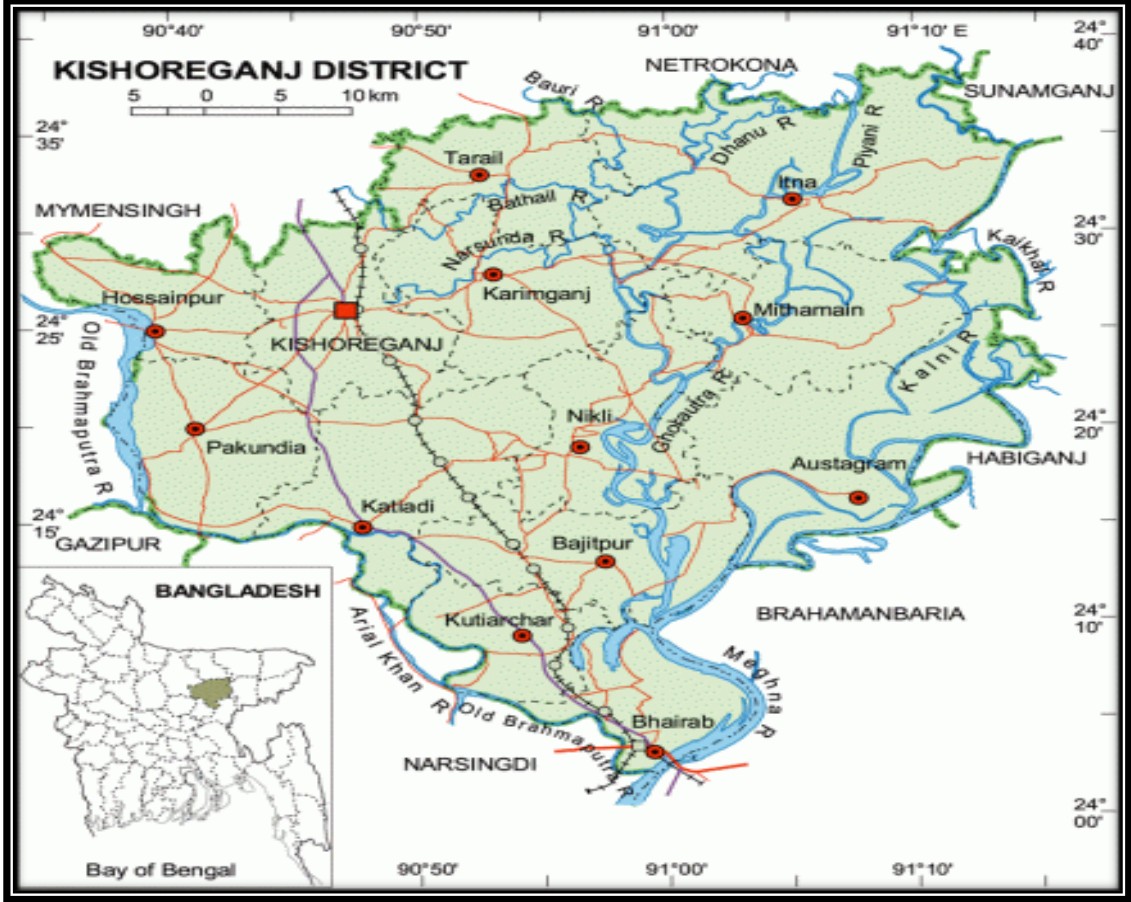 90°40' 90°50' 91°00' 91°10' E
24°
40'
KISHOREGANJ DISTRICT
5 0 5 10 km
NETROKONA
SUNAMGANJ
Bauri R
Dhanu R
Piyani R
24°
35'
Tarail
Itna
Bathail R
MYMENSINGH
24°
30'
Narsunda R
Kaikhar R
Karimganj
Hossainpur
Mithamain
24°
25'
KISHOREGANJ
Old Brahmaputra R
Kalni R
Ghorautra R
Nikli
24°
20'
Pakundia
HABIGANJ
Austagram
Katiadi
24°
15'
GAZIPUR
Bajitpur
BANGLADESH
BRAHAMANBARIA
24°
10'
Kutiarchar
Arial Khan R
Meghna R
Old Brahmaputra R
Bhairab
NARSINGDI
24°
00'
Bay of Bengal
90°50' 91°00' 91°10'